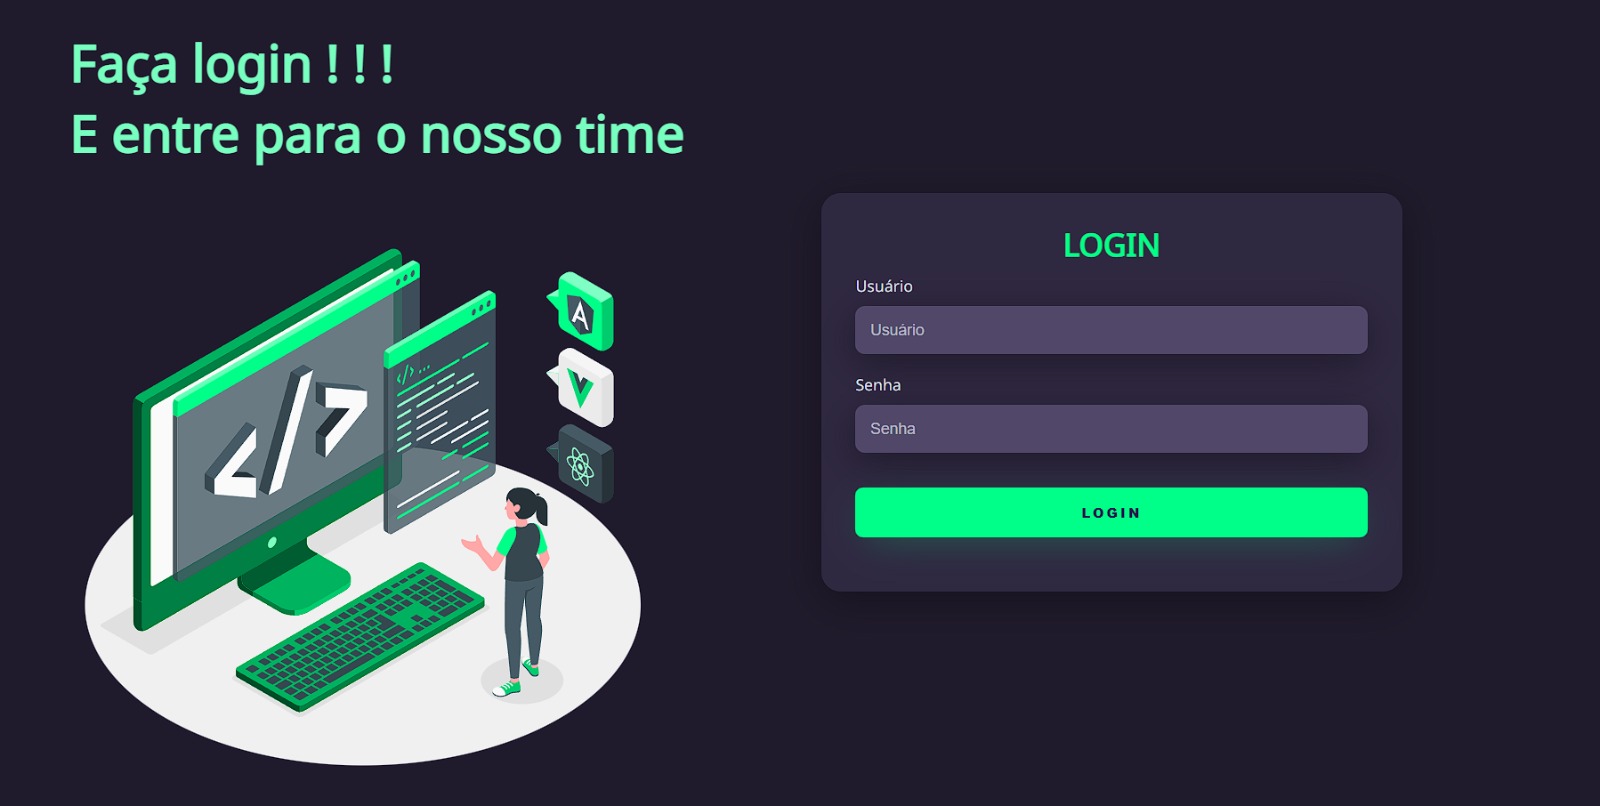 Faça login ! ! !
E entre para o nosso time
LOGIN
Usuário
Usuário
Senha
Senha
LOGIN